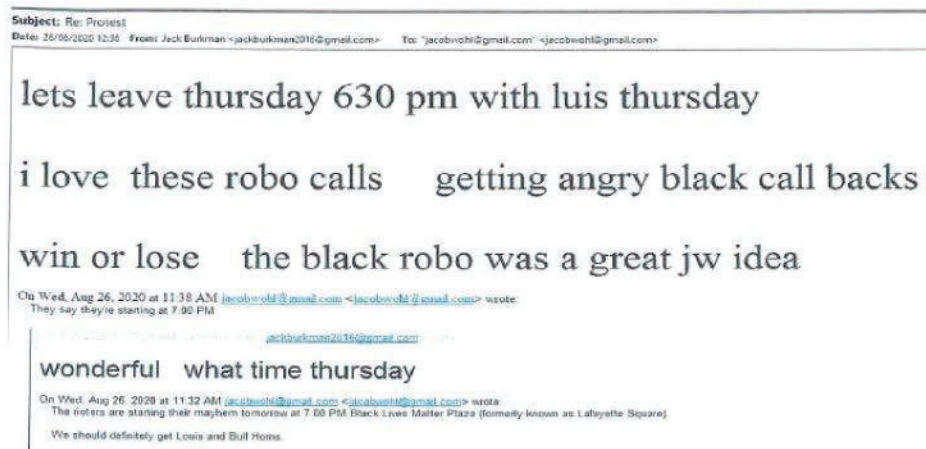 Subject: Re: Protest
Date: 26/08/2020 12:36 From: Jack Burkman <jackburkman2016@gmail.com> To: "jacobwohl@gmail.com" <jacobwohl@gmail.com>
lets leave thursday 630 pm with luis thursday
i love these robo calls getting angry black call backs
win or lose the black robo was a great jw idea
On Wed, Aug 26, 2020 at 11:38 AM jacobwohl@gmail.com <jacobwohl@gmail.com> wrote:
They say they're starting at 7:00 PM
jackburkman2016@gmail.com
wonderful what time thursday
On Wed, Aug 26, 2020 at 11:32 AM jacobwohl@gmail.com <jacobwohl@gmail.com> wrote:
The rioters are starting their mayhem tomorrow at 7:00 PM Black Lives Matter Plaza (formerly known as Lafayette Square).
We should definitely get Louis and Bull Horns.